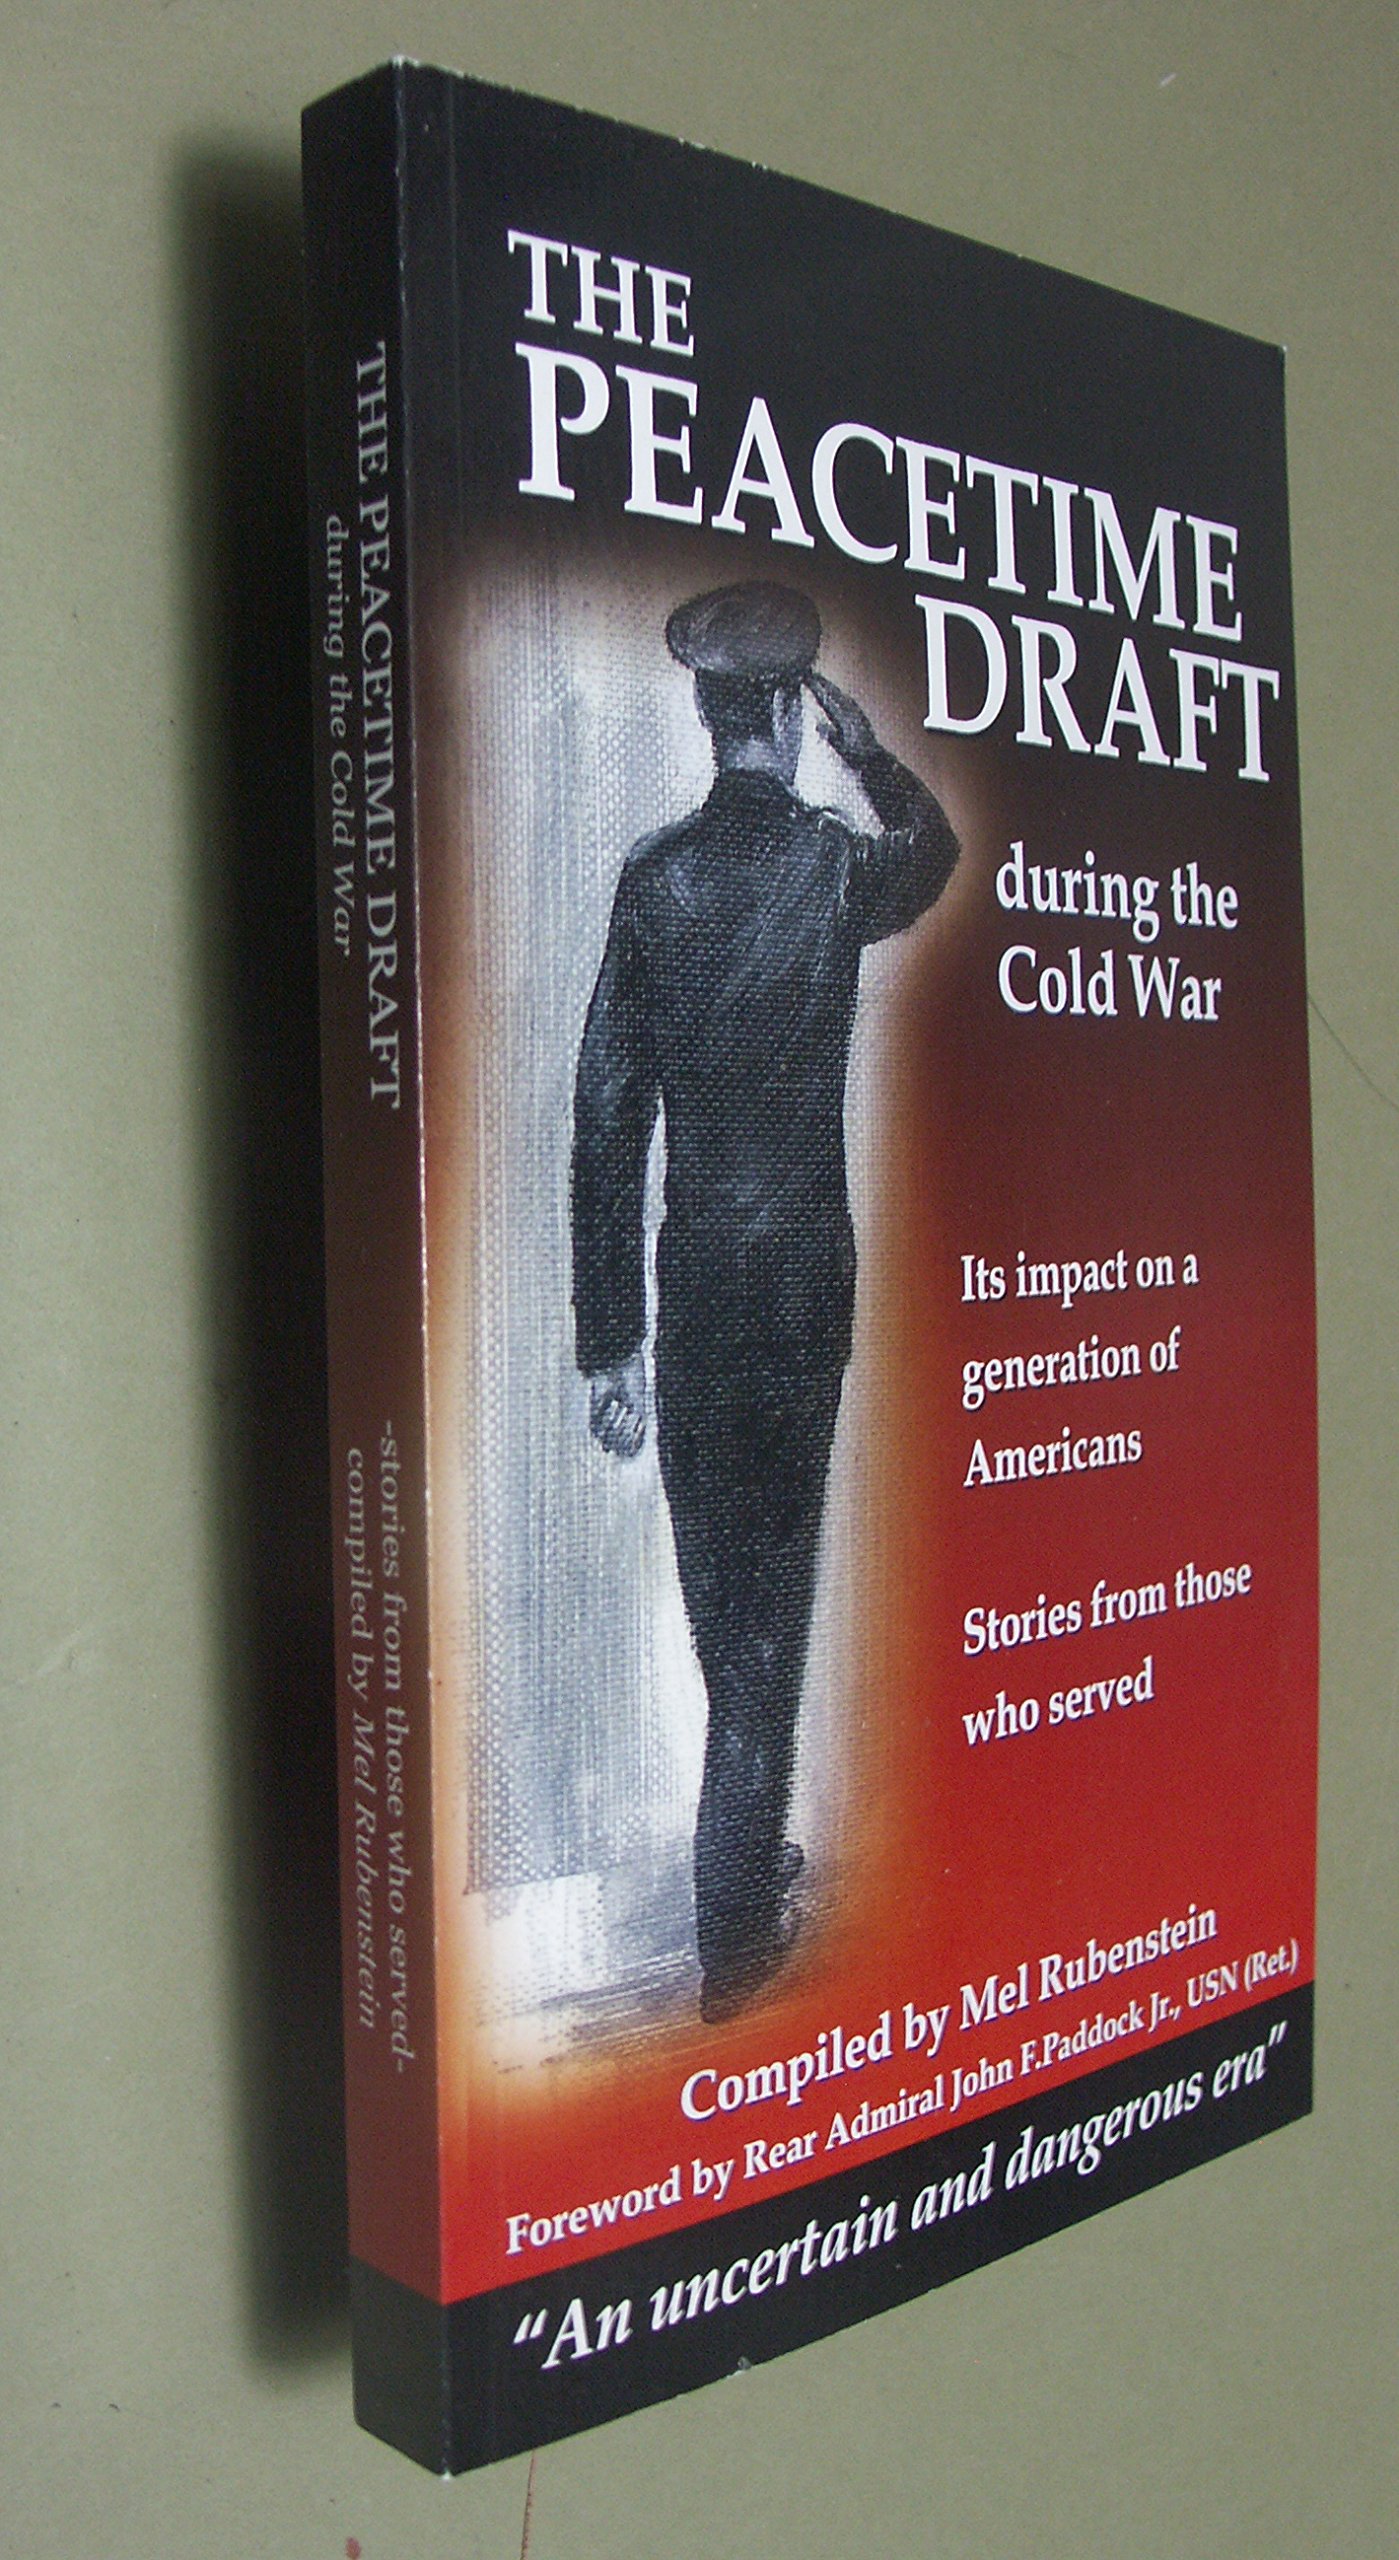 THE PEACETIME DRAFT
during the Cold War
-stories from those who served-
compiled by Mel Rubenstein
THE
PEACETIME
DRAFT
during the
Cold War
Its impact on a
generation of
Americans
Stories from those
who served
Compiled by Mel Rubenstein
Foreword by Rear Admiral John F.Paddock Jr., USN (Ret.)
“An uncertain and dangerous era”